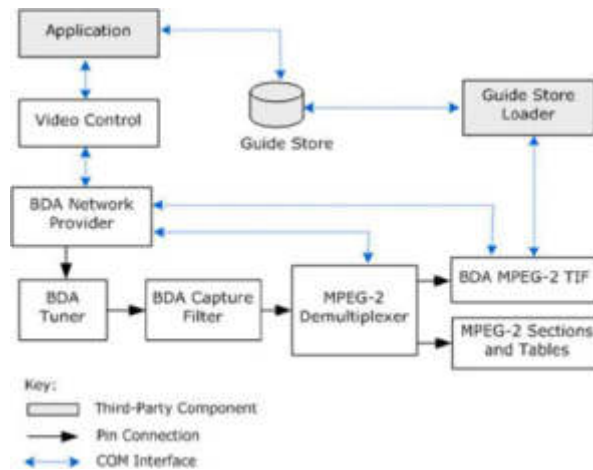 Application
Guide Store
Loader
Video Control
Guide Store
BDA Network
Provider
BDA
Tuner
BDA Capture
Filter
MPEG-2
Demultiplexer
BDA MPEG-2 TIF
MPEG-2 Sections
and Tables
Key:
Third-Party Component
Pin Connection
COM Interface